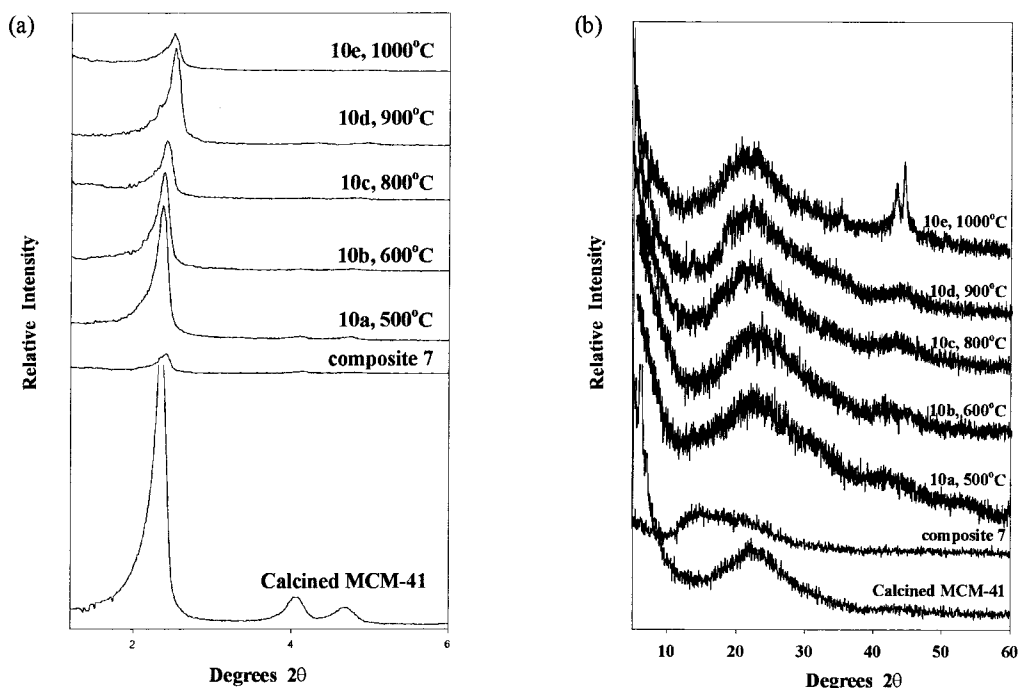 (a)
10e, 1000°C
10d, 900°C
10c, 800°C
10b, 600°C
10a, 500°C
composite 7
Calcined MCM-41
Relative Intensity
2
4
6
Degrees 2θ
(b)
10e, 1000°C
10d, 900°C
10c, 800°C
10b, 600°C
10a, 500°C
composite 7
Calcined MCM-41
Relative Intensity
10
20
30
40
50
60
Degrees 2θ